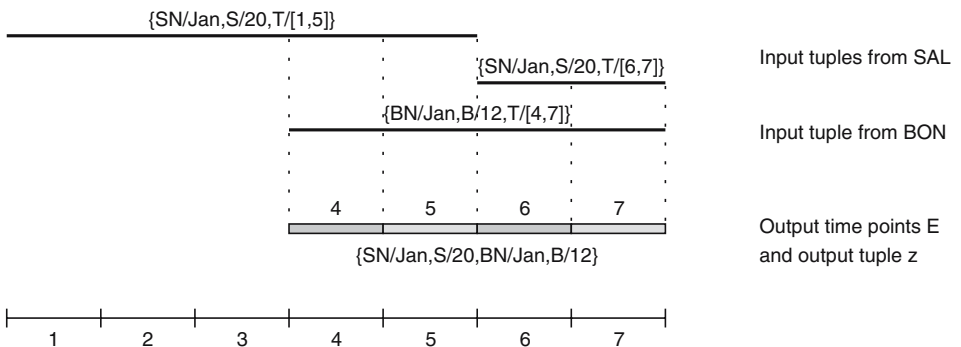 {SN/Jan,S/20,T/[1,5]}
{SN/Jan,S/20,T/[6,7]}
Input tuples from SAL
{BN/Jan,B/12,T/[4,7]}
Input tuple from BON
4 5 6 7
Output time points E
and output tuple z
{SN/Jan,S/20,BN/Jan,B/12}
1 2 3 4 5 6 7